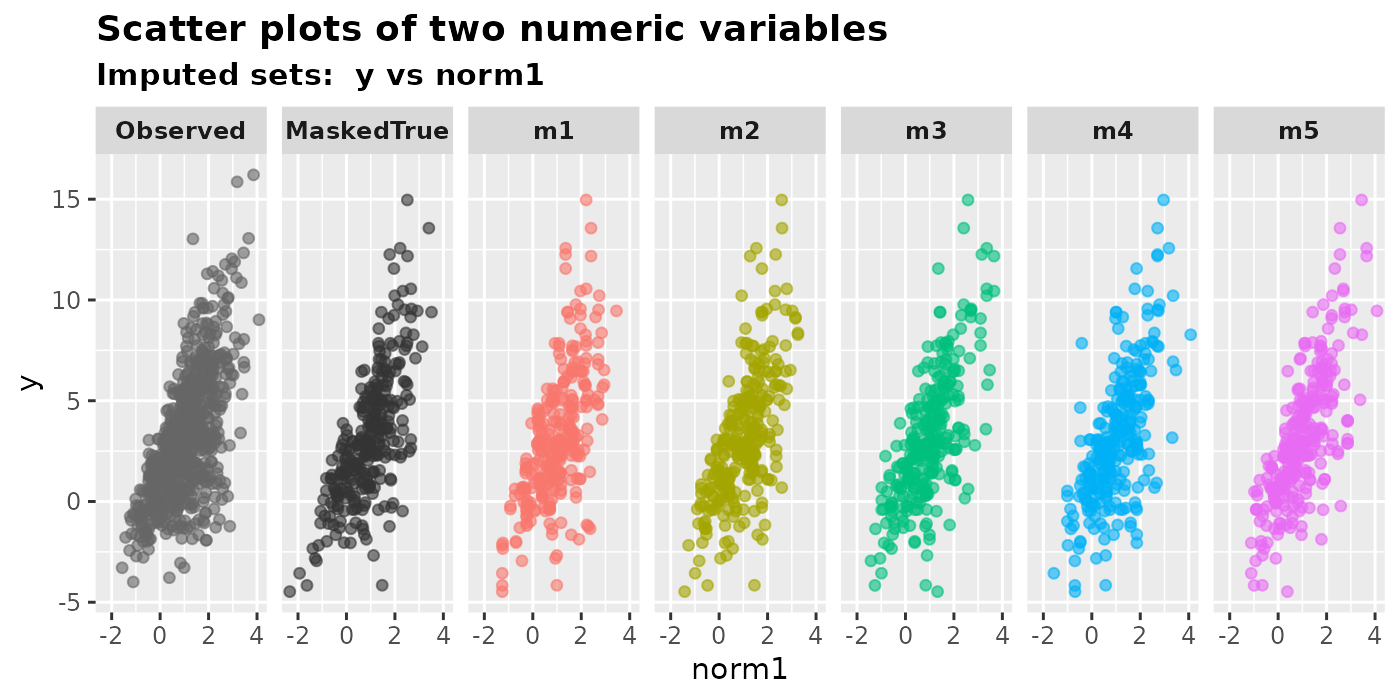 Scatter plots of two numeric variables
Imputed sets:  y vs norm1
Observed MaskedTrue m1 m2 m3 m4 m5
15
10
5
0
-5
y
-2 0 2 4 -2 0 2 4 -2 0 2 4 -2 0 2 4 -2 0 2 4 -2 0 2 4 -2 0 2 4
norm1